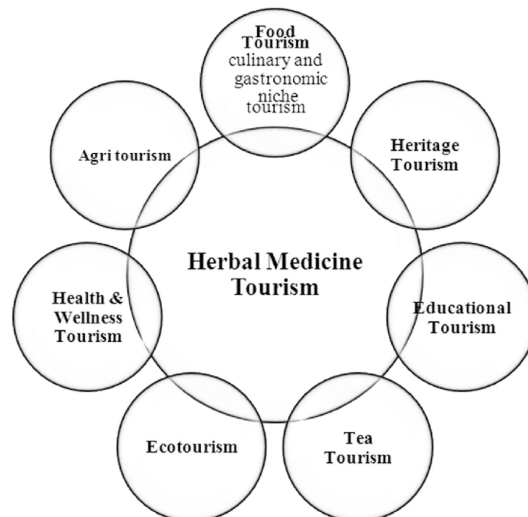 Food
Tourism
culinary and
gastronomic
niche
tourism
Heritage
Tourism
Agri tourism
Herbal Medicine
Tourism
Health &
Wellness
Tourism
Educational
Tourism
Ecotourism
Tea
Tourism